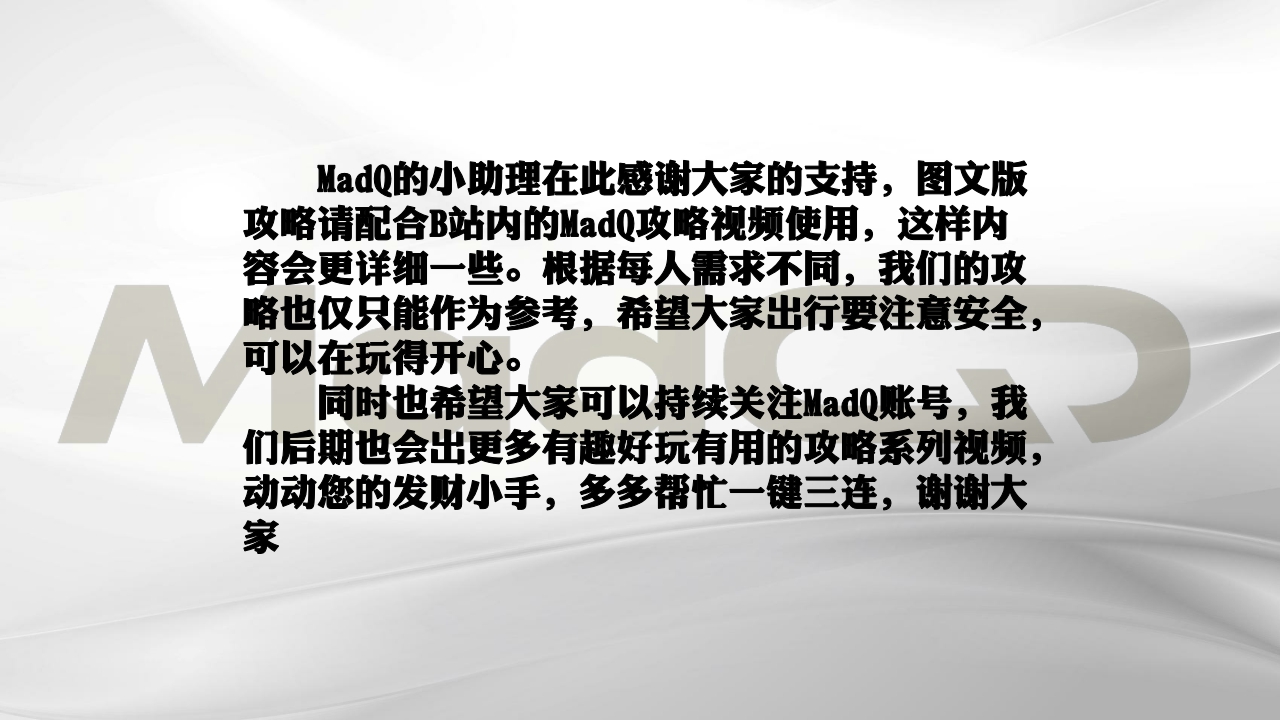 MadQ的小助理在此感谢大家的支持，图文版
攻略请配合B站内的MadQ攻略视频使用，这样内
容会更详细一些。根据每人需求不同，我们的攻
略也仅只能作为参考，希望大家出行要注意安全，
可以在玩得开心。
同时也希望大家可以持续关注MadQ账号，我
们后期也会出更多有趣好玩有用的攻略系列视频，
动动您的发财小手，多多帮忙一键三连，谢谢大
家
MadQ